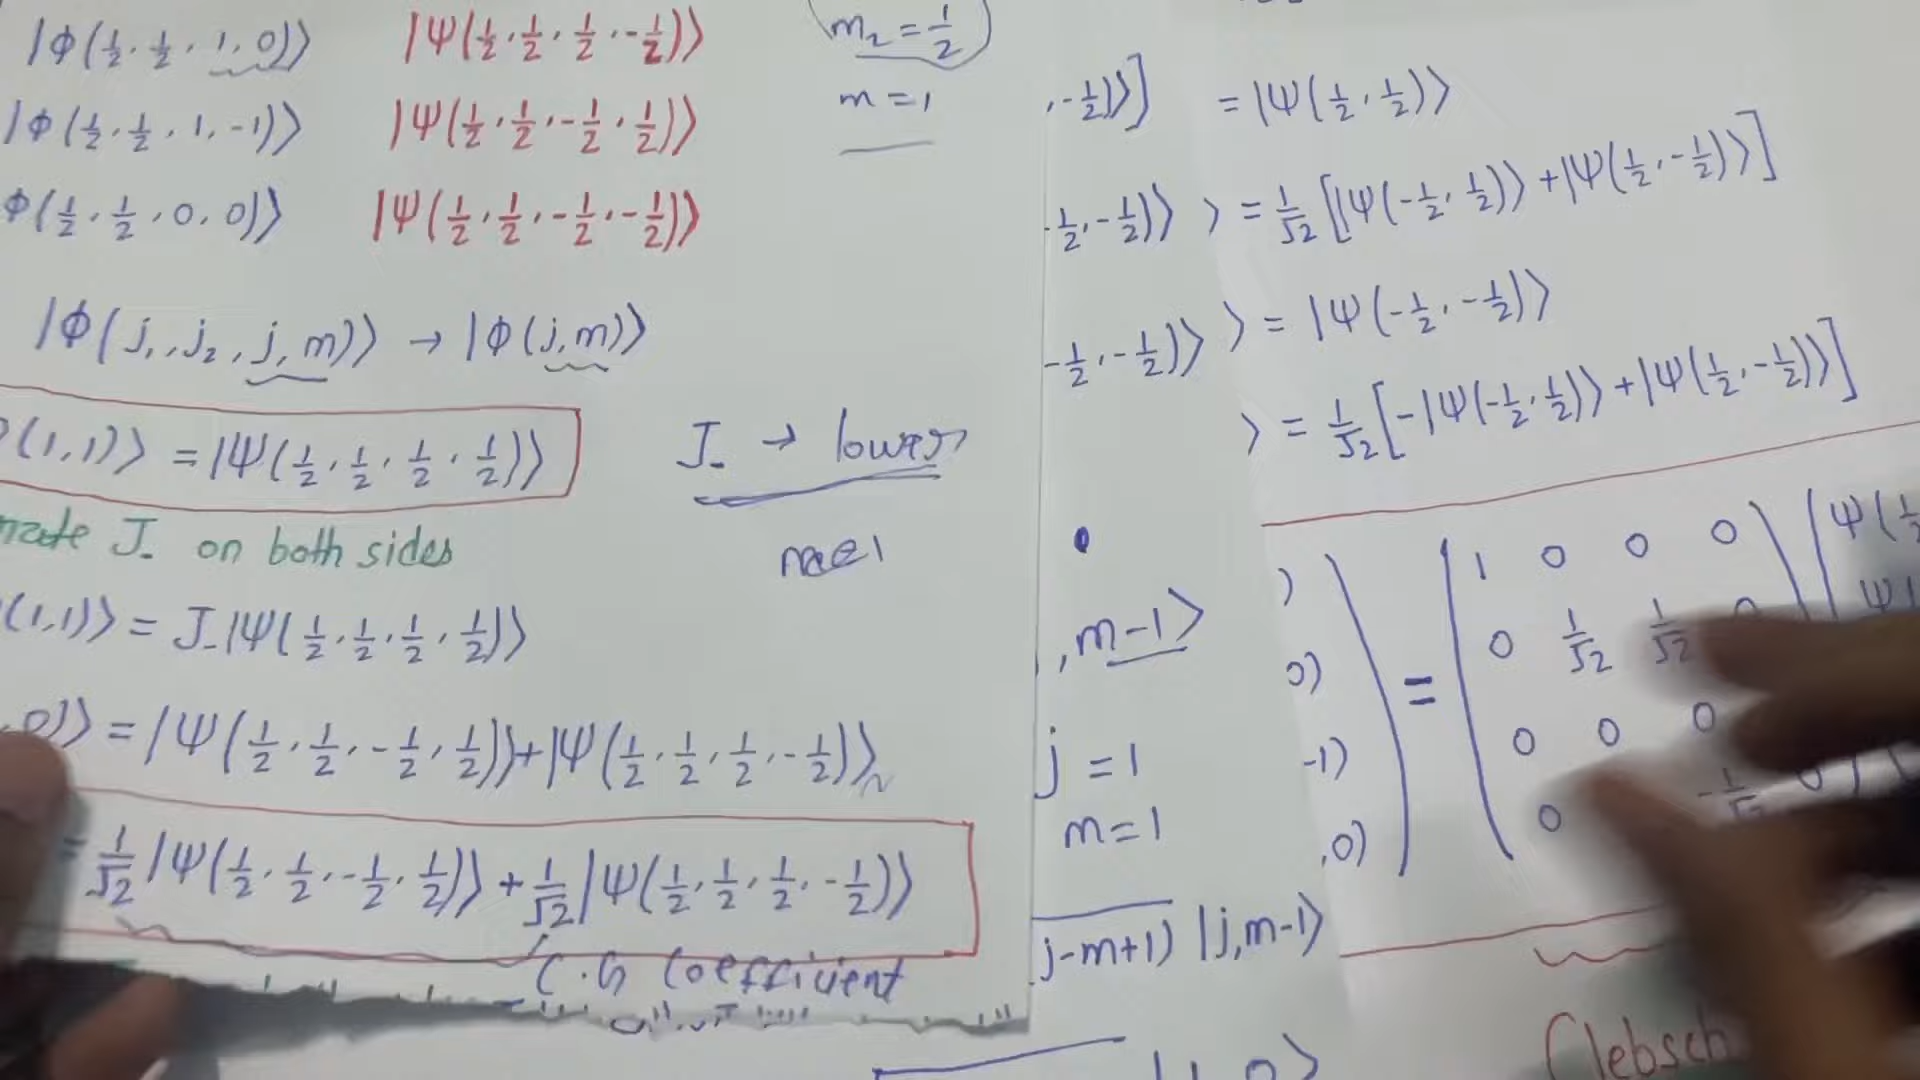 |Φ(1/2, 1/2, 1, 0)⟩ |Ψ(1/2, 1/2, 1/2, -1/2)⟩
|Φ(1/2, 1/2, 1, -1)⟩ |Ψ(1/2, 1/2, -1/2, 1/2)⟩
Φ(1/2, 1/2, 0, 0)⟩ |Ψ(1/2, 1/2, -1/2, -1/2)⟩
m₂ = 1/2
m = 1
|Φ(j₁, j₂, j, m)⟩ → |Φ(j, m)⟩
(1,1)⟩ = |Ψ(1/2, 1/2, 1/2, 1/2)⟩
J₋ → lowers
J₋ on both sides
(1,1)⟩ = J₋|Ψ(1/2, 1/2, 1/2, 1/2)⟩
0)⟩ = |Ψ(1/2, 1/2, -1/2, 1/2)⟩ + |Ψ(1/2, 1/2, 1/2, -1/2)⟩
= 1/√2 |Ψ(1/2, 1/2, -1/2, 1/2)⟩ + 1/√2 |Ψ(1/2, 1/2, 1/2, -1/2)⟩
C.G Coefficient
, -1/2)⟩] = |Ψ(1/2, 1/2)⟩
1/2, -1/2)⟩ ⟩ = 1/√2 [|Ψ(-1/2, 1/2)⟩ + |Ψ(1/2, -1/2)⟩]
-1/2, -1/2)⟩ ⟩ = |Ψ(-1/2, -1/2)⟩
⟩ = 1/√2 [-|Ψ(-1/2, 1/2)⟩ + |Ψ(1/2, -1/2)⟩]
, m-1⟩
j = 1
m = 1
j-m+1) |j, m-1⟩
) 1 0 0 0 Ψ(
0) = 0 1/√2 1/√2 0 Ψ
-1) 0 0 0
,0) 0 -1/√2 0
Clebsch